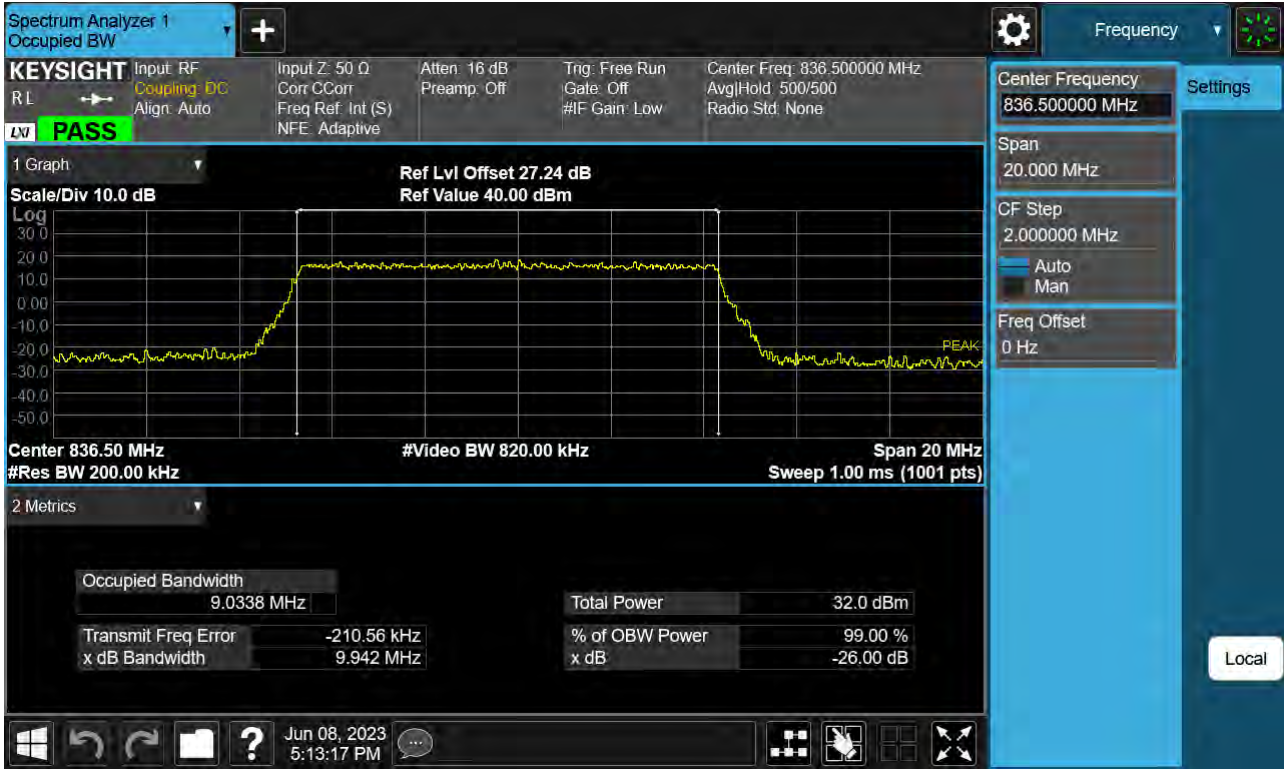 Spectrum Analyzer 1
Occupied BW
+
Frequency
KEYSIGHT
RL
LXI
PASS
Input: RF
Coupling: DC
Align: Auto
Input Z: 50 Ω
Corr CCorr
Freq Ref: Int (S)
NFE: Adaptive
Atten: 16 dB
Preamp: Off
Trig: Free Run
Gate: Off
#IF Gain: Low
Center Freq: 836.500000 MHz
Avg|Hold: 500/500
Radio Std: None
Center Frequency
836.500000 MHz
Settings
Span
20.000 MHz
CF Step
2.000000 MHz
Auto
Man
Freq Offset
0 Hz
Local
1 Graph
Scale/Div 10.0 dB
Ref Lvl Offset 27.24 dB
Ref Value 40.00 dBm
Log
30.0
20.0
10.0
0.00
-10.0
-20.0
-30.0
-40.0
-50.0
PEAK
Center 836.50 MHz
#Video BW 820.00 kHz
Span 20 MHz
#Res BW 200.00 kHz
Sweep 1.00 ms (1001 pts)
2 Metrics
Occupied Bandwidth
9.0338 MHz
Total Power 32.0 dBm
Transmit Freq Error -210.56 kHz
% of OBW Power 99.00 %
x dB Bandwidth 9.942 MHz
x dB -26.00 dB
?
Jun 08, 2023
5:13:17 PM